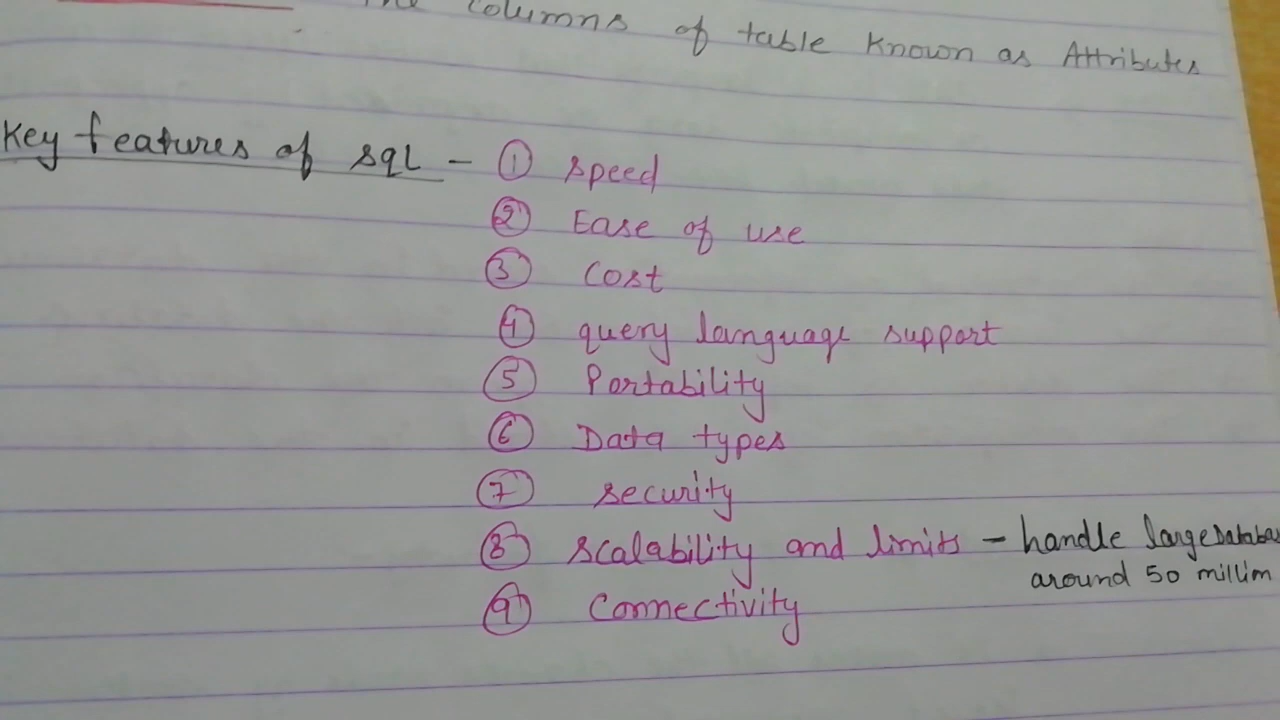 The columns of table Known as Attributes
Key features of sql - ① speed
② Ease of use
③ Cost
④ query language support
⑤ Portability
⑥ Data types
⑦ security
⑧ scalability and limits - handle large
around 50 million
⑨ Connectivity